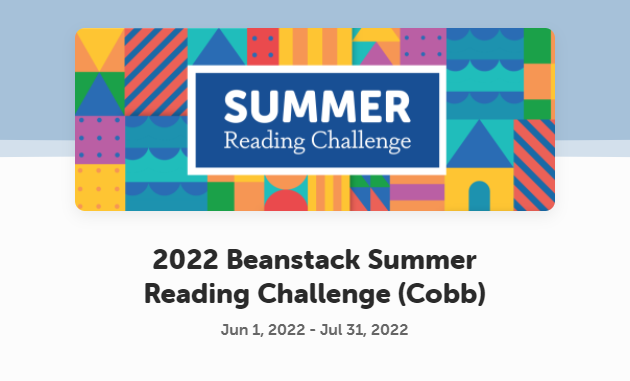 SUMMER
Reading Challenge
2022 Beanstack Summer
Reading Challenge (Cobb)
Jun 1, 2022 - Jul 31, 2022